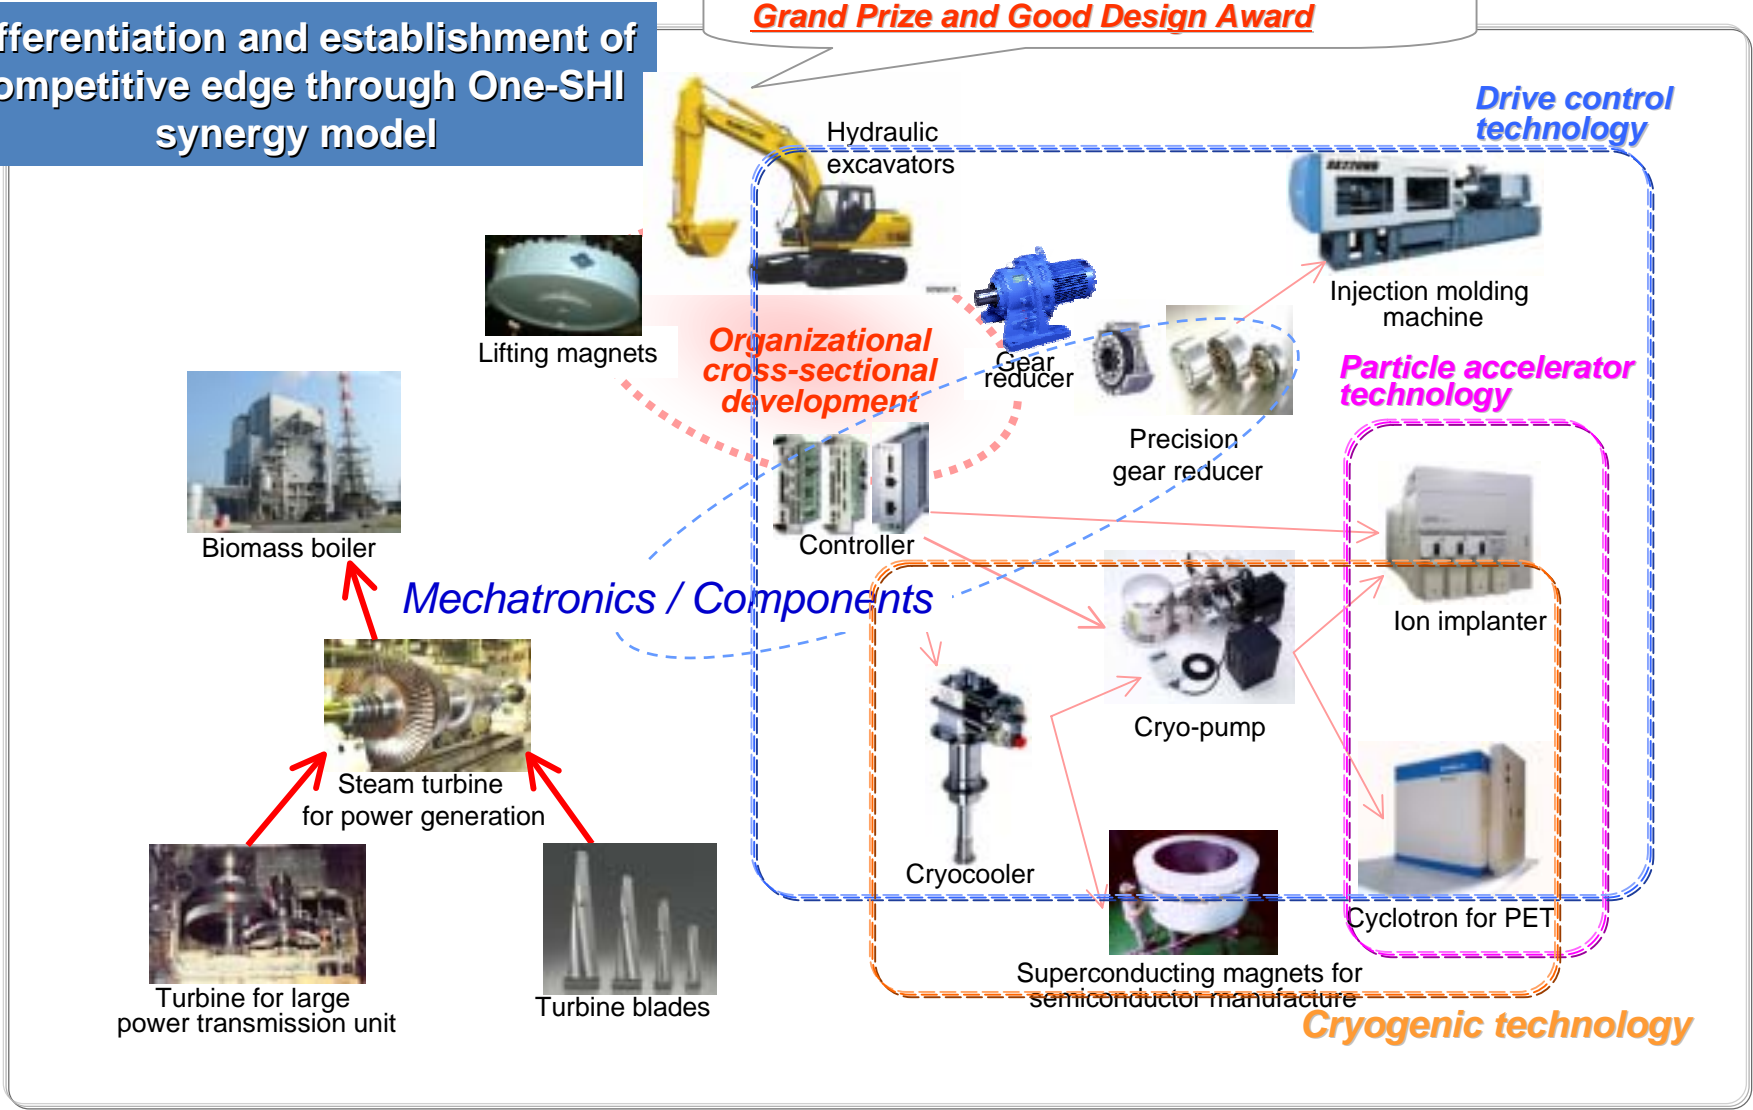 Grand Prize and Good Design Award
fferentiation and establishment of
ompetitive edge through One-SHI
synergy model
Drive control
technology
Hydraulic
excavators
Injection molding
machine
Lifting magnets
Organizational
cross-sectional
development
Gear
reducer
Particle accelerator
technology
Precision
gear reducer
Biomass boiler
Controller
Mechatronics / Components
Ion implanter
Cryo-pump
Steam turbine
for power generation
Cryocooler
Cyclotron for PET
Superconducting magnets for
semiconductor manufacture
Turbine for large
power transmission unit
Turbine blades
Cryogenic technology